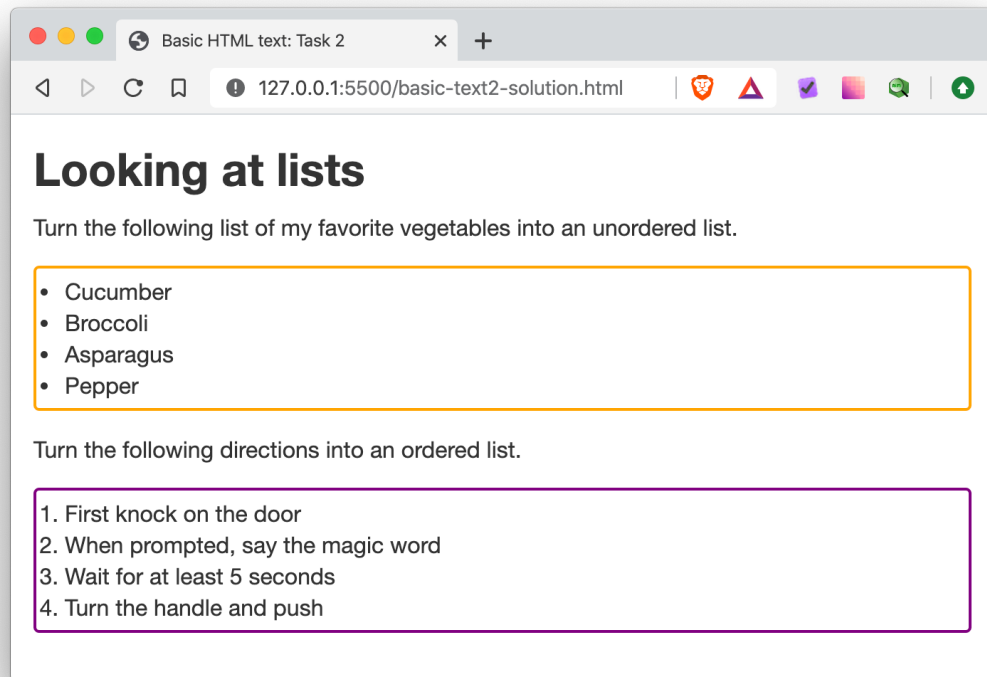 Basic HTML text: Task 2
127.0.0.1:5500/basic-text2-solution.html
Looking at lists
Turn the following list of my favorite vegetables into an unordered list.
• Cucumber
• Broccoli
• Asparagus
• Pepper
Turn the following directions into an ordered list.
1. First knock on the door
2. When prompted, say the magic word
3. Wait for at least 5 seconds
4. Turn the handle and push